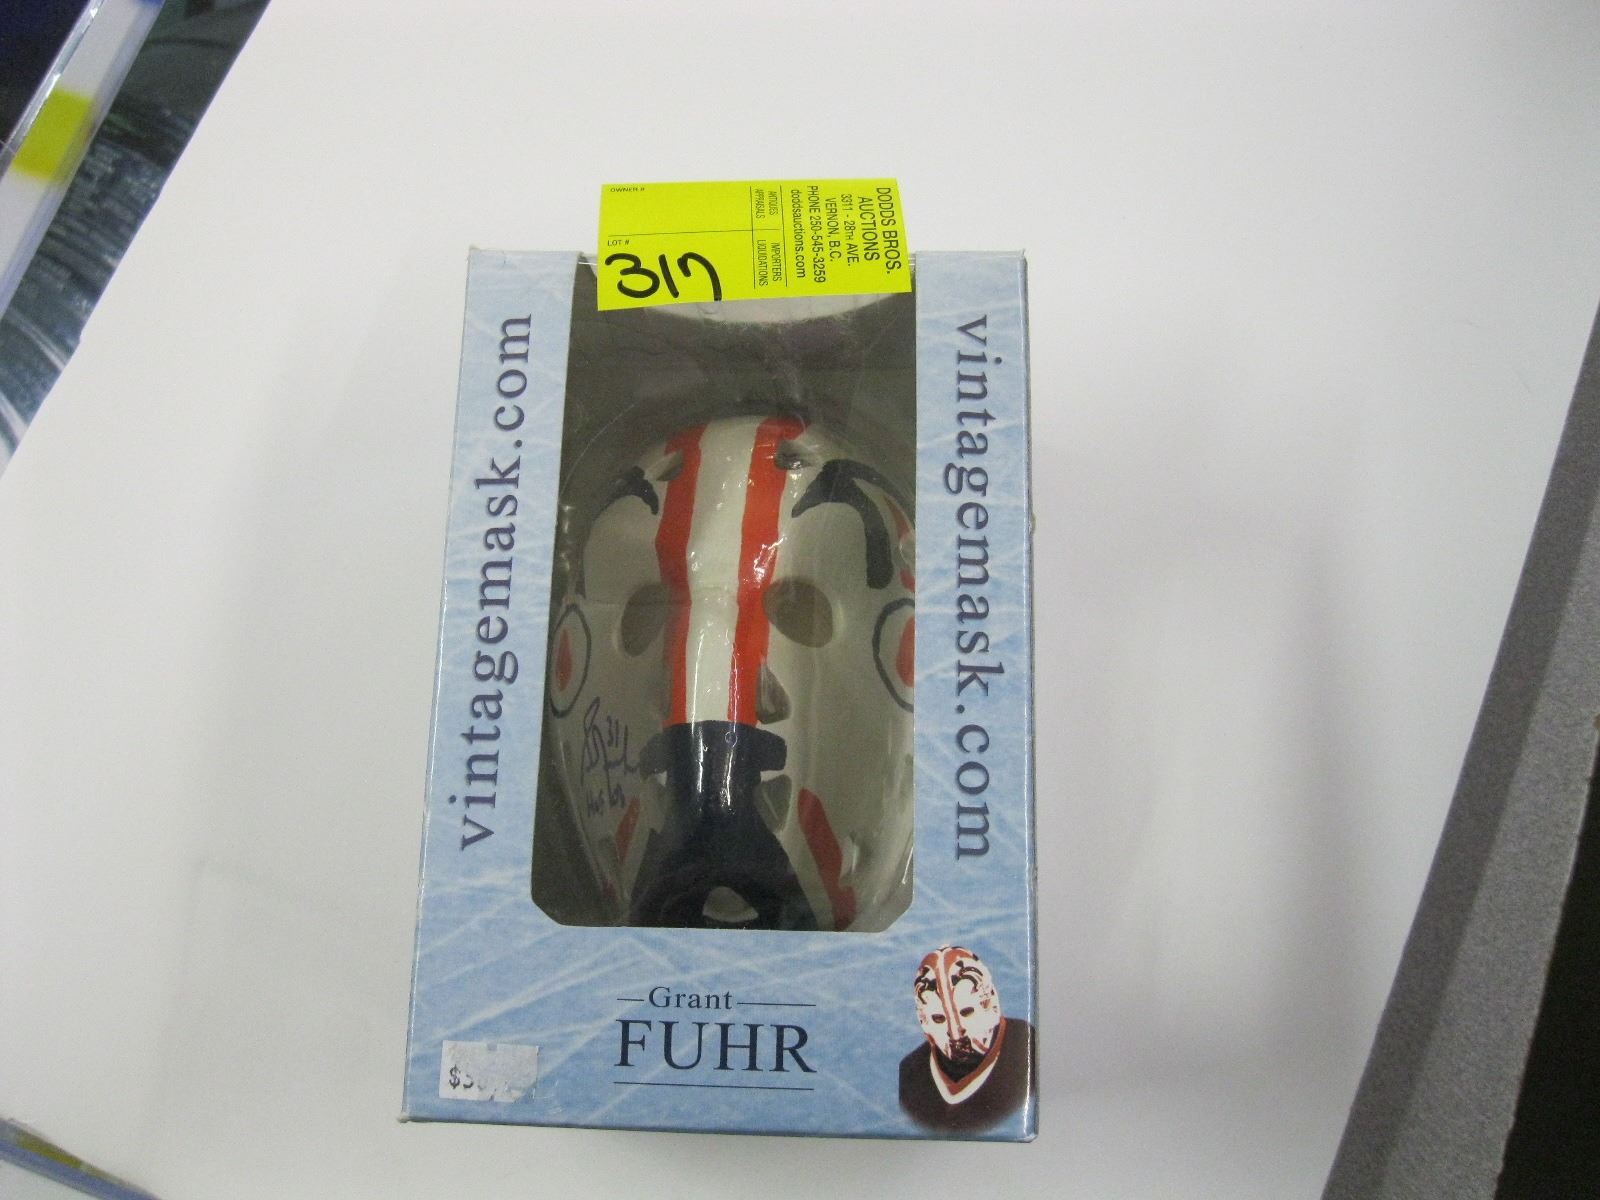 OWNER #
LOT #
317
DODDS BROS.
AUCTIONS
3311 - 28TH AVE.
VERNON, B.C.
PHONE 250-545-3259
doddsauctions.com
ANTIQUES IMPORTERS
APPRAISALS LIQUIDATIONS
vintagemask.com
vintagemask.com
31
Grant
FUHR